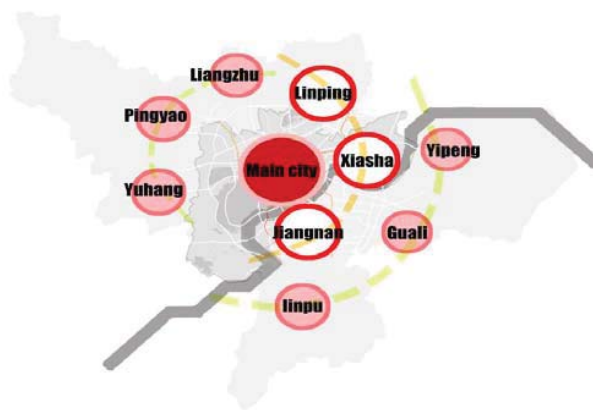 Liangzhu
Linping
Pingyao
Yipeng
Xiasha
Main city
Yuhang
Jiangnan
Guali
linpu